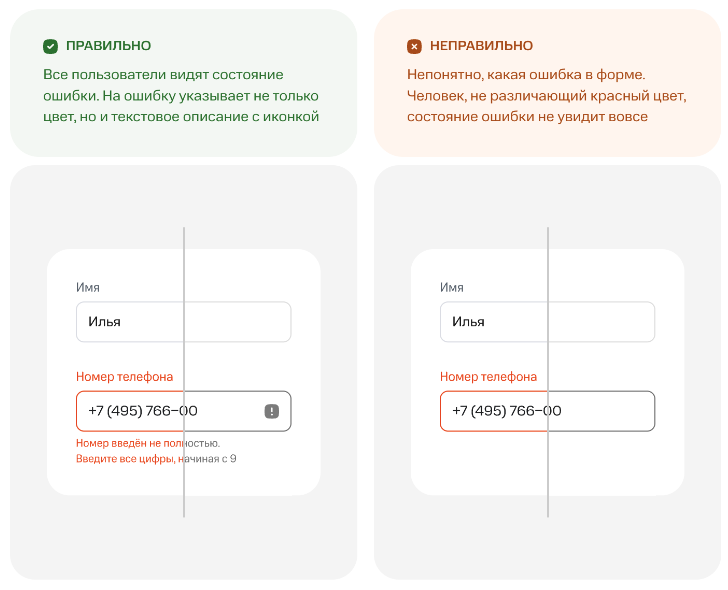 ПРАВИЛЬНО
Все пользователи видят состояние
ошибки. На ошибку указывает не только
цвет, но и текстовое описание с иконкой
Имя
Илья
Номер телефона
+7 (495) 766–00
Номер введён не полностью.
Введите все цифры, начиная с 9
НЕПРАВИЛЬНО
Непонятно, какая ошибка в форме.
Человек, не различающий красный цвет,
состояние ошибки не увидит вовсе
Имя
Илья
Номер телефона
+7 (495) 766–00